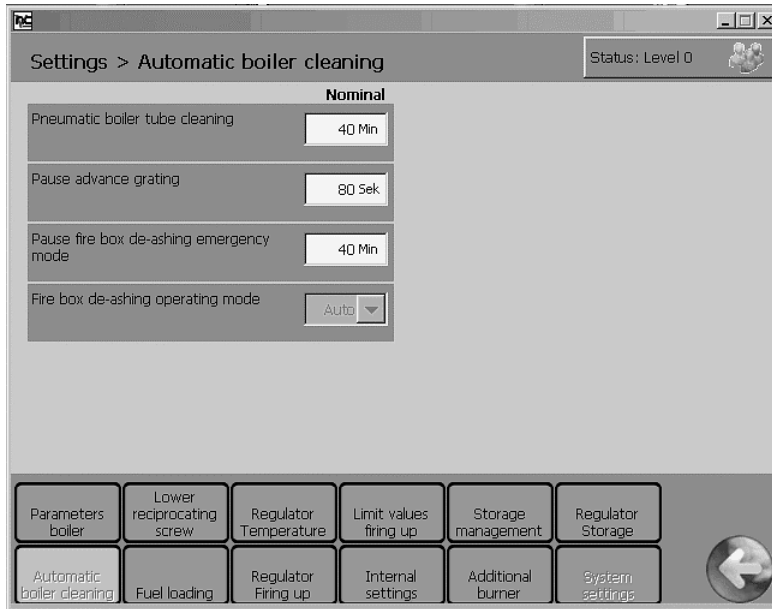 Settings > Automatic boiler cleaning
Status: Level 0
Nominal
Pneumatic boiler tube cleaning
40 Min
Pause advance grating
80 Sek
Pause fire box de-ashing emergency
mode
40 Min
Fire box de-ashing operating mode
Auto
Parameters
boiler
Lower
reciprocating
screw
Regulator
Temperature
Limit values
firing up
Storage
management
Regulator
Storage
Automatic
boiler cleaning
Fuel loading
Regulator
Firing up
Internal
settings
Additional
burner
System
settings